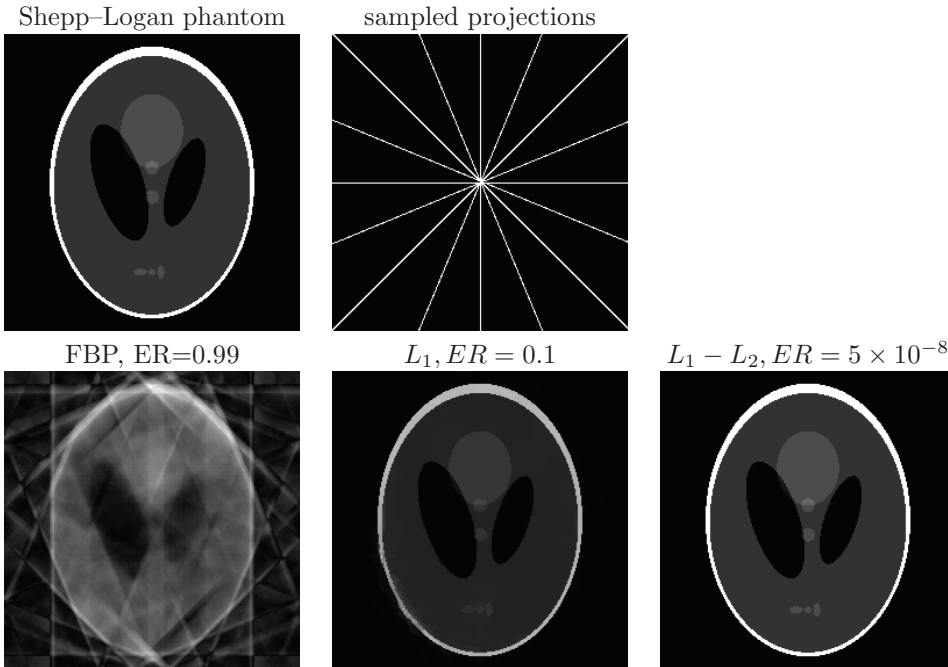 Shepp–Logan phantom
sampled projections
FBP, ER=0.99
L₁, ER = 0.1
L₁ − L₂, ER = 5 × 10⁻⁸